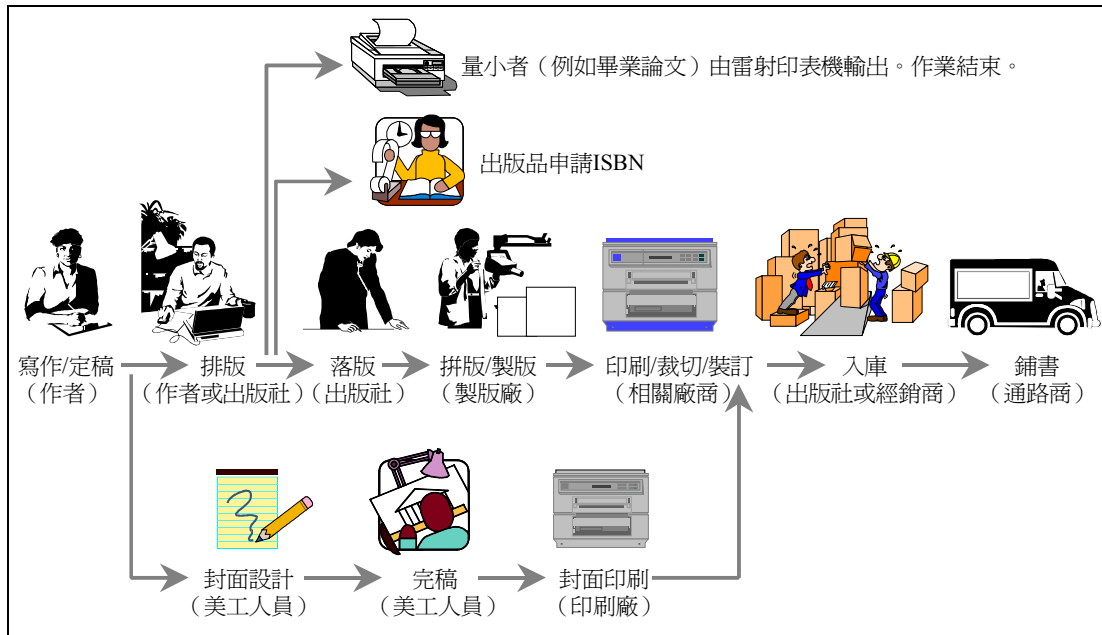 量小者（例如畢業論文）由雷射印表機輸出。作業結束。
出版品申請ISBN
寫作/定稿
（作者）
排版
（作者或出版社）
落版
（出版社）
拼版/製版
（製版廠）
印刷/裁切/裝訂
（相關廠商）
入庫
（出版社或經銷商）
鋪書
（通路商）
封面設計
（美工人員）
完稿
（美工人員）
封面印刷
（印刷廠）